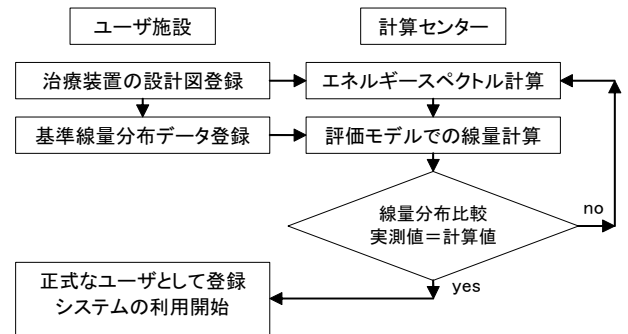 ユーザ施設
計算センター
治療装置の設計図登録
エネルギースペクトル計算
基準線量分布データ登録
評価モデルでの線量計算
線量分布比較
実測値＝計算値
no
yes
正式なユーザとして登録
システムの利用開始